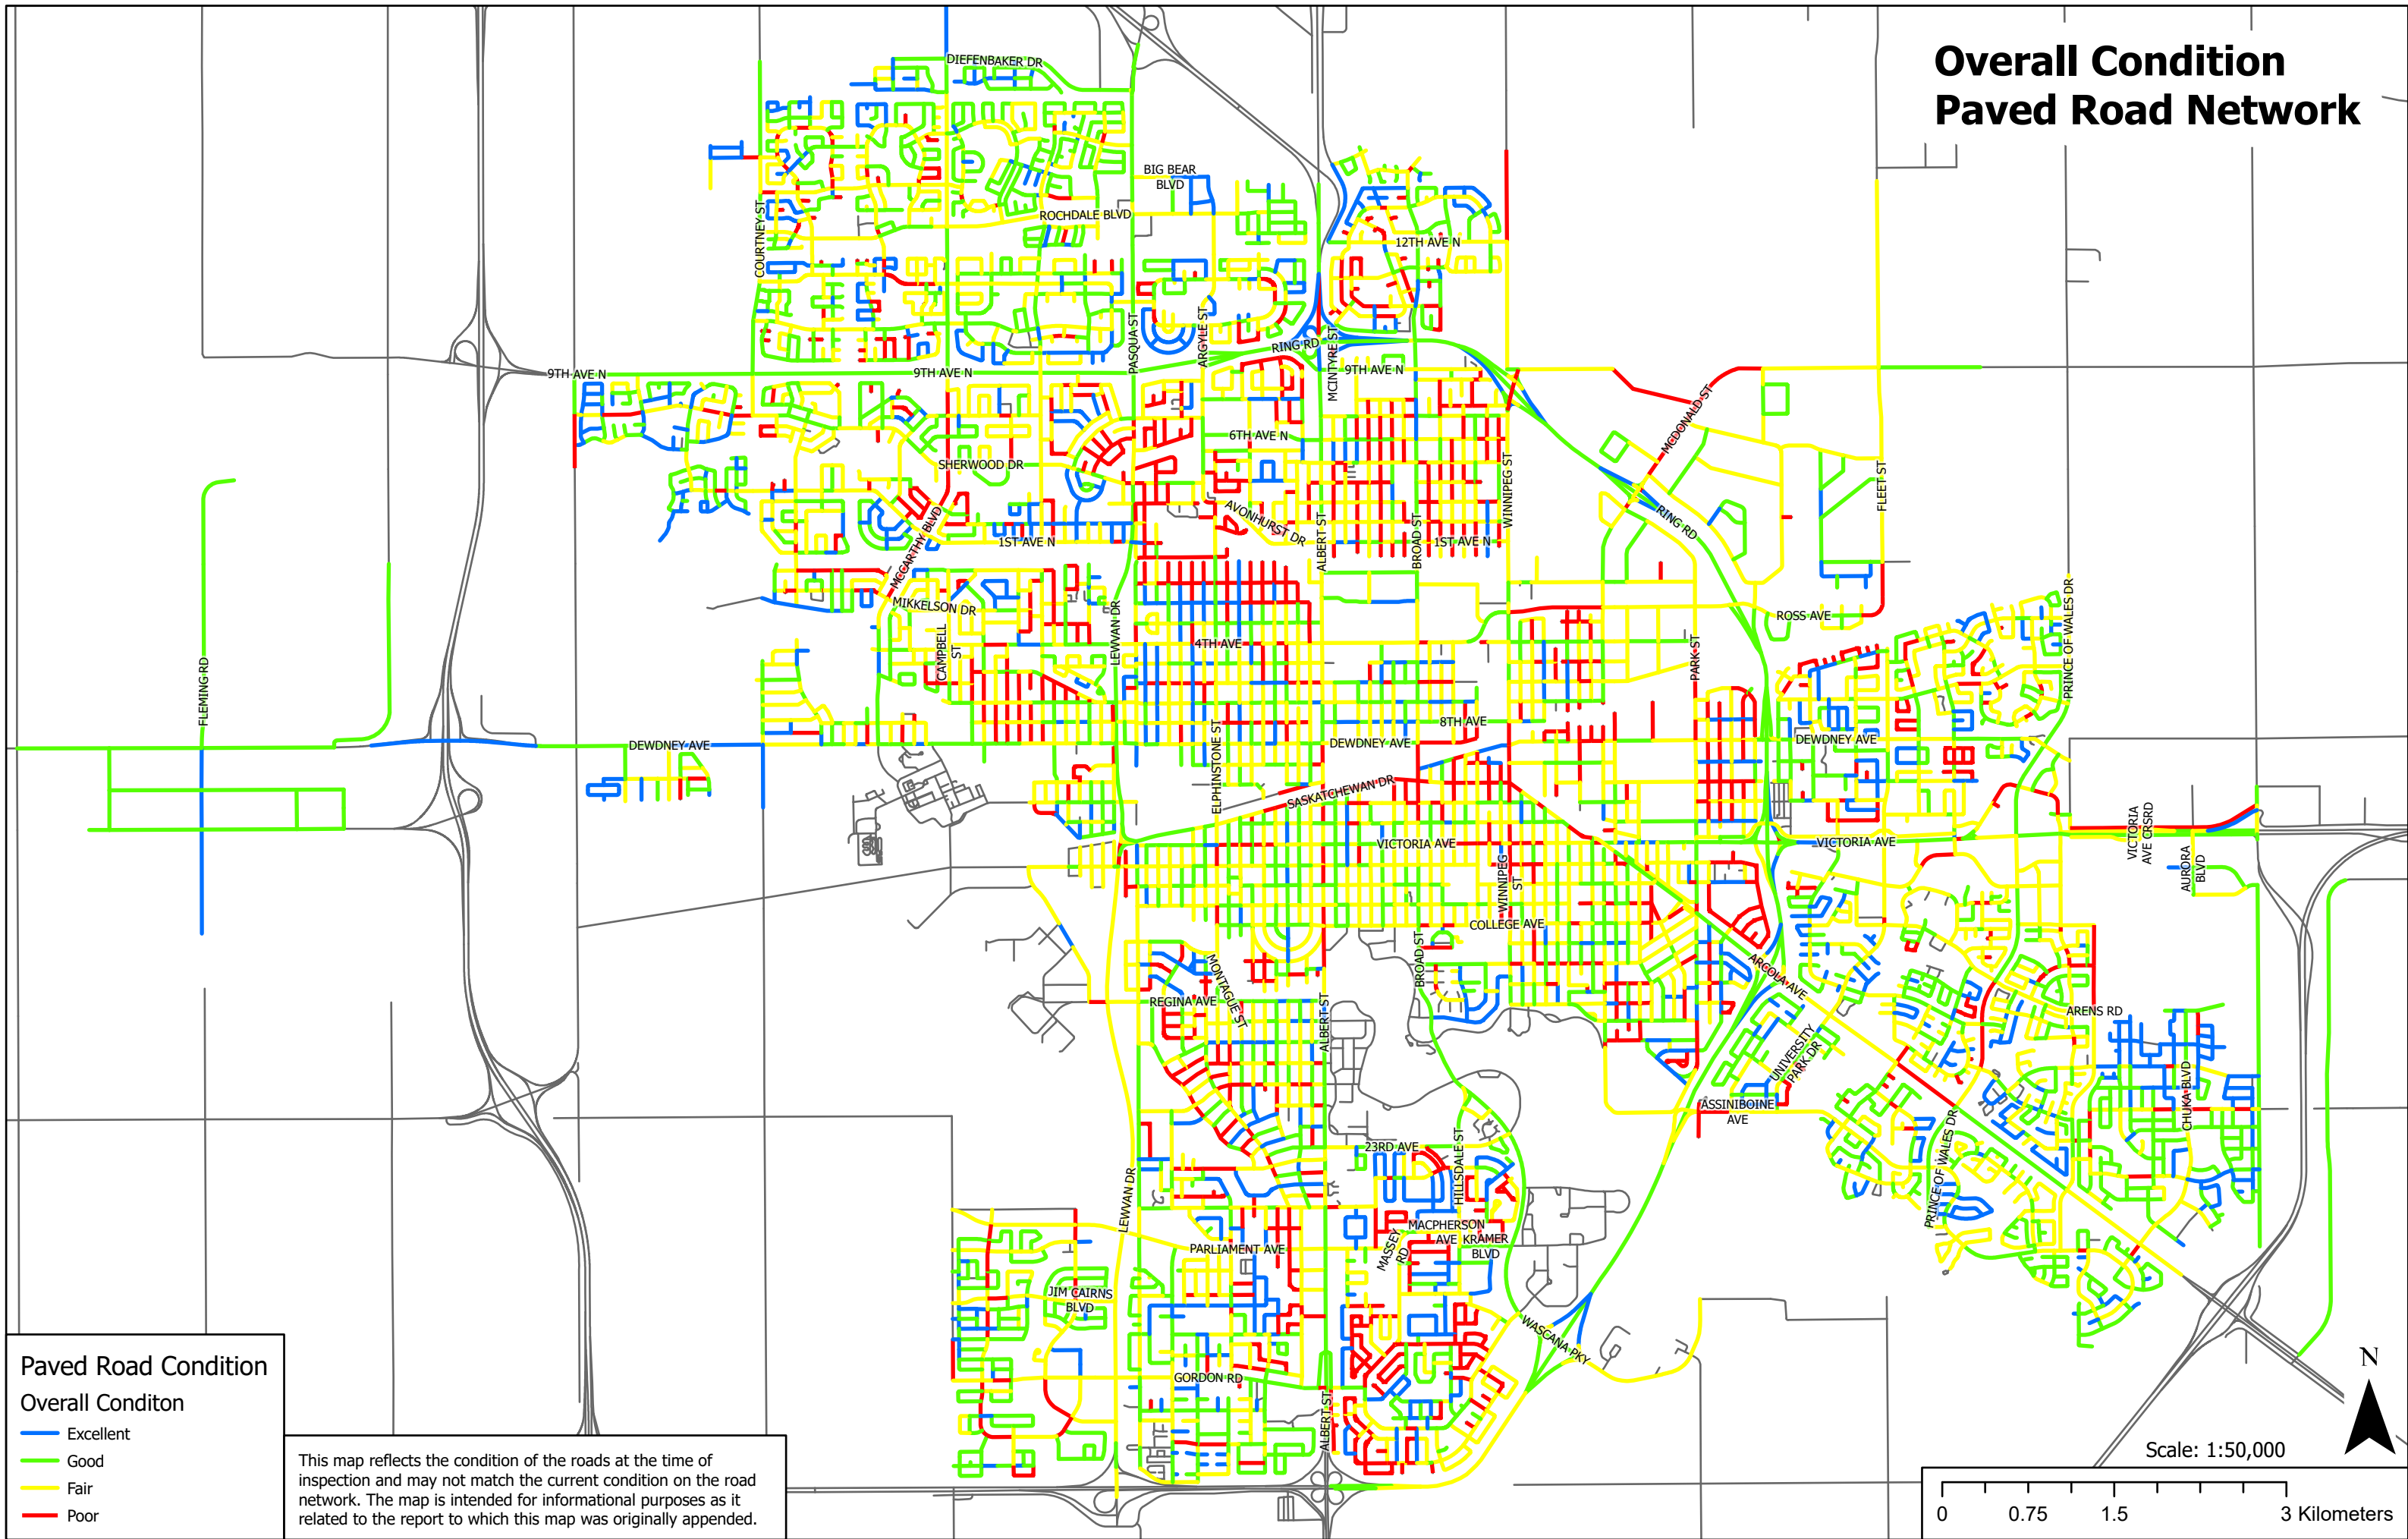 Overall Condition
Paved Road Network
DIEFENBAKER DR
BIG BEAR
BLVD
ROCHDALE BLVD
COURTNEY ST
12TH AVE N
PASQUA ST
ARGYLE ST
RING RD
MCINTYRE ST
9TH AVE N
9TH AVE N
9TH AVE N
MCDONALD ST
6TH AVE N
SHERWOOD DR
WINNIPEG ST
FLEET ST
AVONHURST DR
RING RD
MCCARTHY BLVD
1ST AVE N
ALBERT ST
BROAD ST
1ST AVE N
MIKKELSON DR
LEWVAN DR
ROSS AVE
PRINCE OF WALES DR
CAMPBELL
ST
4TH AVE
PARK ST
FLEMING RD
8TH AVE
ELPHINSTONE ST
DEWDNEY AVE
DEWDNEY AVE
DEWDNEY AVE
SASKATCHEWAN DR
VICTORIA AVE
VICTORIA AVE
VICTORIA
AVE CRSRD
AURORA
BLVD
WINNIPEG
ST
COLLEGE AVE
BROAD ST
MONTAGUE ST
ARCOLA AVE
REGINA AVE
ALBERT ST
ARENS RD
UNIVERSITY
PARK DR
CHUKA BLVD
ASSINIBOINE
AVE
PRINCE OF WALES DR
23RD AVE
HILLSDALE ST
LEWVAN DR
MACPHERSON
AVE
KRAMER
BLVD
MASSEY
RD
PARLIAMENT AVE
JIM CAIRNS
BLVD
WASCANA PKY
GORDON RD
ALBERT ST
Paved Road Condition
Overall Conditon
Excellent
Good
Fair
Poor
This map reflects the condition of the roads at the time of
inspection and may not match the current condition on the road
network. The map is intended for informational purposes as it
related to the report to which this map was originally appended.
N
Scale: 1:50,000
0 0.75 1.5 3 Kilometers